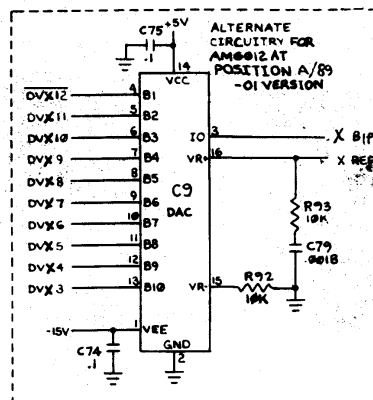 +5V
C75
.1
ALTERNATE
CIRCUITRY FOR
AM6012 AT
POSITION A/89
-01 VERSION
14
VCC
DVX12 4 B1
DVX11 5 B2
DVX10 6 B3
DVX9 7 B4
DVX8 8 B5
DVX7 9 B6
DVX6 10 B7
DVX5 11 B8
DVX4 12 B9
DVX3 13 B10
C9
DAC
IO 3 X BIP
VR+ 16 X REF
R93
10K
C79
.001B
VR- 15 R92
10K
-15V 1 VEE
C74
.1
GND
2